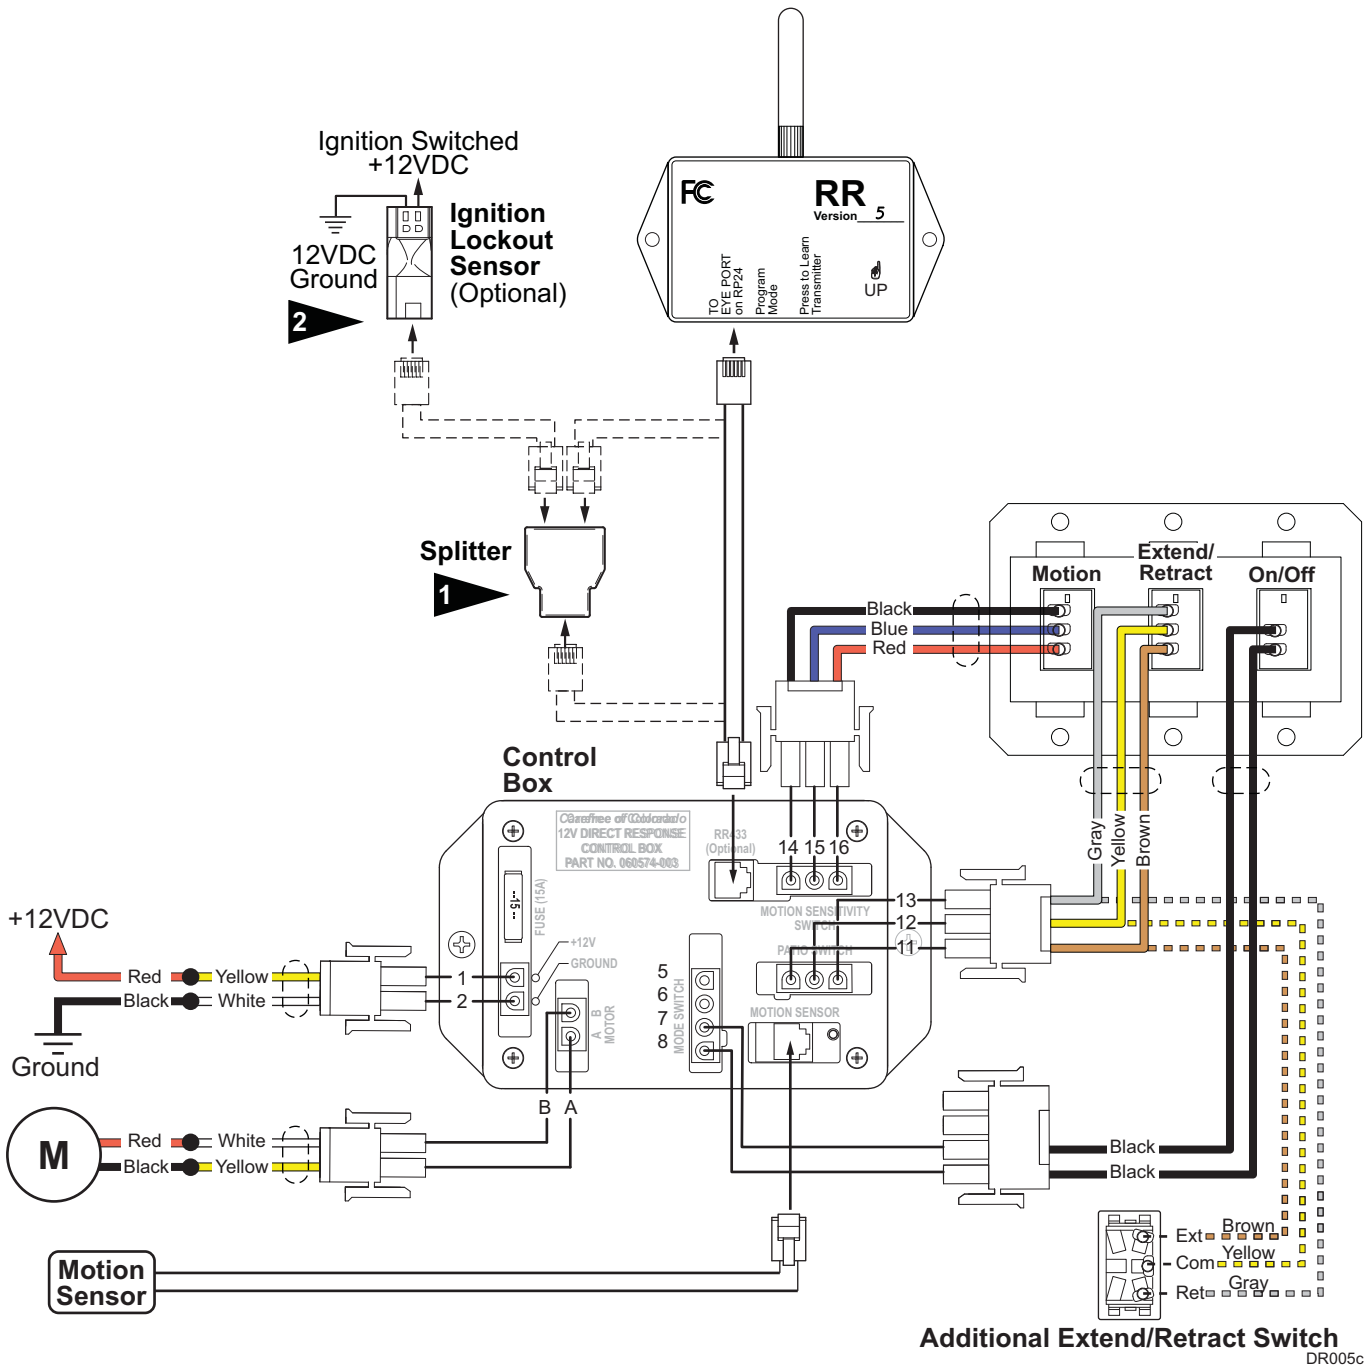 Ignition Switched
+12VDC
12VDC
Ground
Ignition
Lockout
Sensor
(Optional)
2
FC
RR
Version 5
TO
EYE PORT
on RP24
Program
Mode
Press to Learn
Transmitter
UP
Splitter
1
Motion
Extend/
Retract
On/Off
Black
Blue
Red
Gray
Yellow
Brown
Control
Box
Carefree of Colorado
12V DIRECT RESPONSE
CONTROL BOX
PART NO. 060574-003
RR433
(Optional)
14 15 16
-15-
FUSE (15A)
+12V
GROUND
MOTION SENSITIVITY
SWITCH
13
12
11
PATIO SWITCH
+12VDC
Red
Yellow
1
Black
White
2
Ground
B
A
MOTOR
5
6
7
8
MODE SWITCH
MOTION SENSOR
B A
M
Red
White
Black
Yellow
Black
Black
Motion
Sensor
Ext
Brown
Com
Yellow
Ret
Gray
Additional Extend/Retract Switch
DR005c